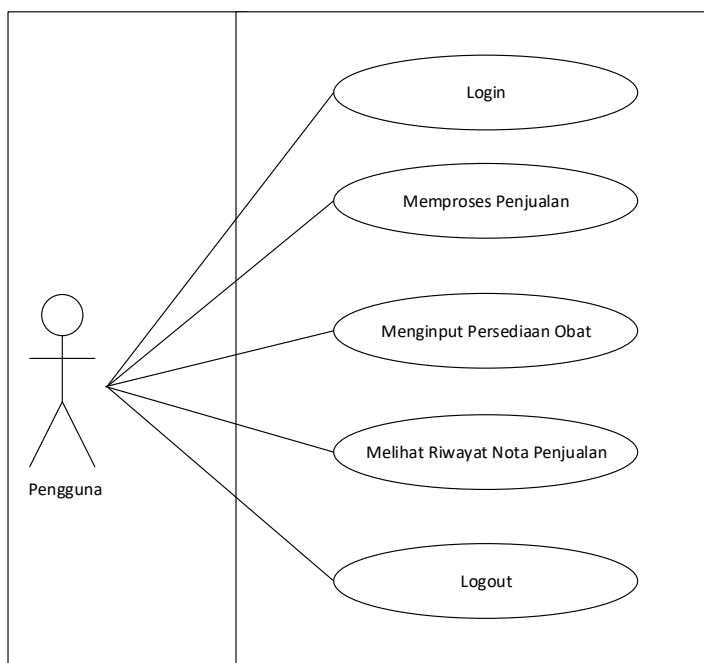 Login
Memproses Penjualan
Menginput Persediaan Obat
Melihat Riwayat Nota Penjualan
Pengguna
Logout